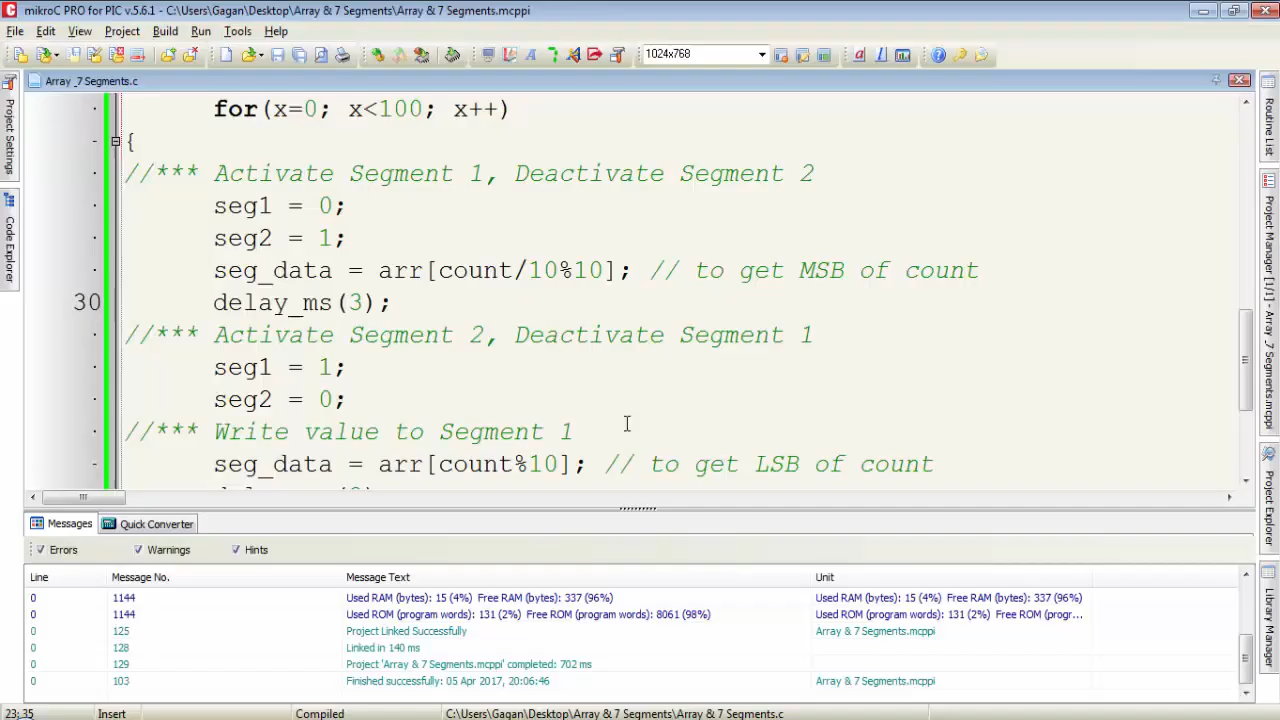 mikroC PRO for PIC v.5.6.1 - C:\Users\Gagan\Desktop\Array & 7 Segments\Array & 7 Segments.mcppi
File Edit View Project Build Run Tools Help
1024x768
Array _7 Segments.c
for(x=0; x<100; x++)
{
//*** Activate Segment 1, Deactivate Segment 2
seg1 = 0;
seg2 = 1;
seg_data = arr[count/10%10]; // to get MSB of count
30 delay_ms(3);
//*** Activate Segment 2, Deactivate Segment 1
seg1 = 1;
seg2 = 0;
//*** Write value to Segment 1
seg_data = arr[count%10]; // to get LSB of count
Project Settings
Code Explorer
Routine List
Project Manager [1/1] - Array _7 Segments.mcppi
Project Explorer
Library Manager
Messages Quick Converter
Errors Warnings Hints
Line Message No. Message Text Unit
0 1144 Used RAM (bytes): 15 (4%) Free RAM (bytes): 337 (96%) Used RAM (bytes): 15 (4%) Free RAM (bytes): 337 (96%)
0 1144 Used ROM (program words): 131 (2%) Free ROM (program words): 8061 (98%) Used ROM (program words): 131 (2%) Free ROM (progr...
0 125 Project Linked Successfully Array & 7 Segments.mcppi
0 128 Linked in 140 ms
0 129 Project 'Array & 7 Segments.mcppi' completed: 702 ms
0 103 Finished successfully: 05 Apr 2017, 20:06:46 Array & 7 Segments.mcppi
23: 35 Insert Compiled C:\Users\Gagan\Desktop\Array & 7 Segments\Array & 7 Segments.c